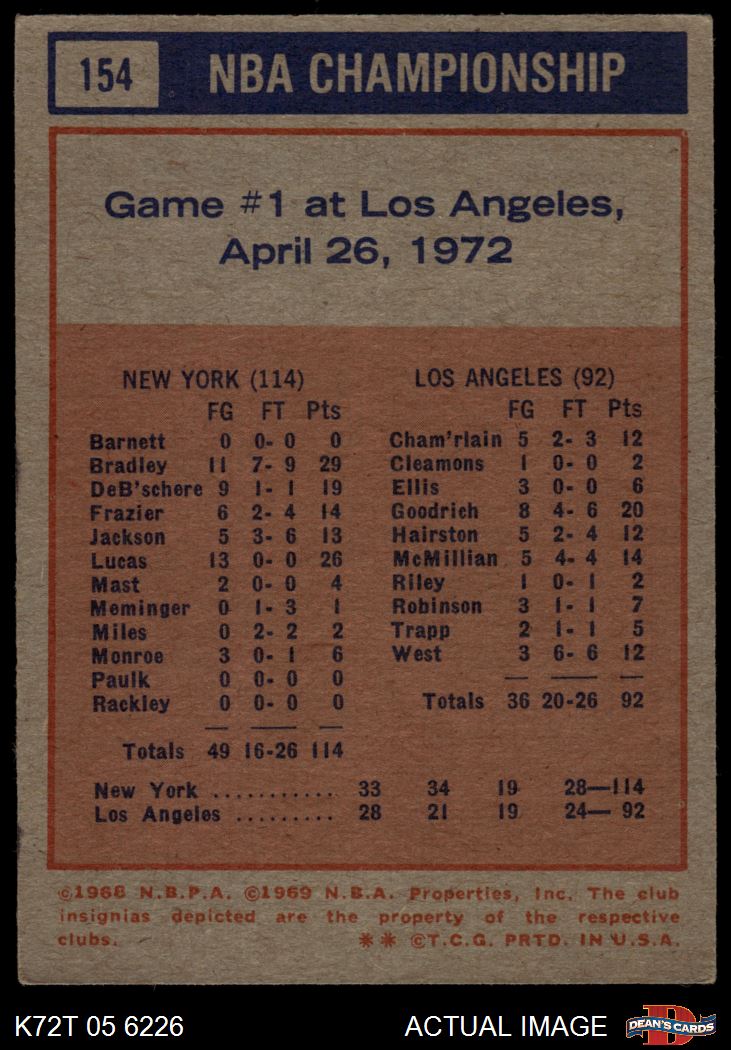 154 NBA CHAMPIONSHIP
Game #1 at Los Angeles,
April 26, 1972
NEW YORK (114)
FG FT Pts
Barnett 0 0- 0 0
Bradley 11 7- 9 29
DeB'schere 9 1- 1 19
Frazier 6 2- 4 14
Jackson 5 3- 6 13
Lucas 13 0- 0 26
Mast 2 0- 0 4
Meminger 0 1- 3 1
Miles 0 2- 2 2
Monroe 3 0- 1 6
Paulk 0 0- 0 0
Rackley 0 0- 0 0
Totals 49 16-26 114
LOS ANGELES (92)
FG FT Pts
Cham'rlain 5 2- 3 12
Cleamons 1 0- 0 2
Ellis 3 0- 0 6
Goodrich 8 4- 6 20
Hairston 5 2- 4 12
McMillian 5 4- 4 14
Riley 1 0- 1 2
Robinson 3 1- 1 7
Trapp 2 1- 1 5
West 3 6- 6 12
Totals 36 20-26 92
New York ............ 33 34 19 28—114
Los Angeles ......... 28 21 19 24— 92
©1968 N.B.P.A. ©1969 N.B.A. Properties, Inc. The club
insignias depicted are the property of the respective
clubs. ** ©T.C.G. PRTD. IN U.S.A.
K72T 05 6226 ACTUAL IMAGE DEAN'S CARDS